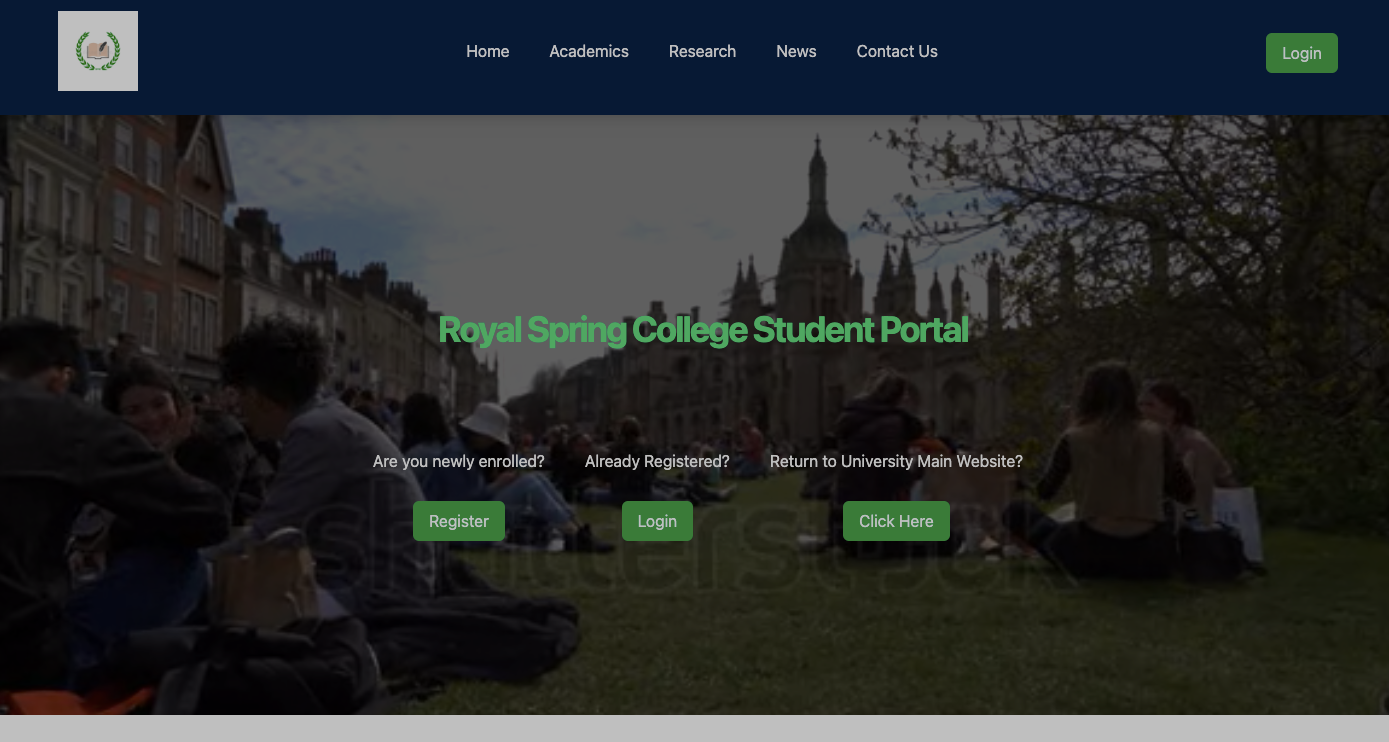 Home Academics Research News Contact Us Login
Royal Spring College Student Portal
Are you newly enrolled? Already Registered? Return to University Main Website?
Register Login Click Here
shutterstock